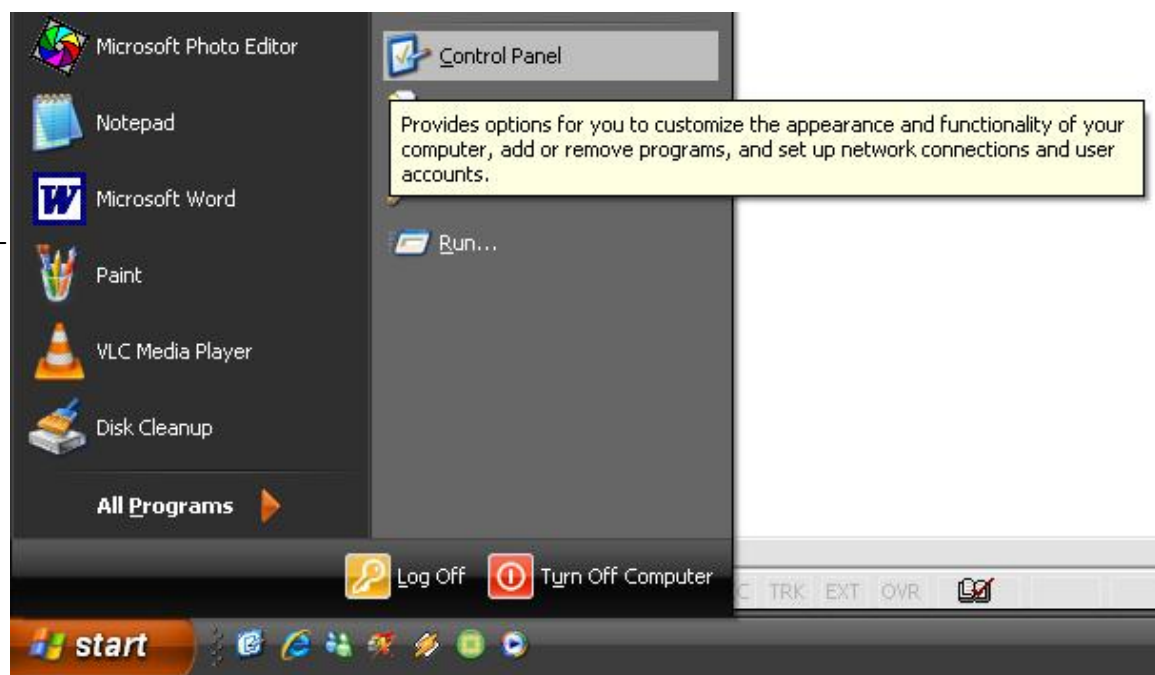 Microsoft Photo Editor
Notepad
Microsoft Word
Paint
VLC Media Player
Disk Cleanup
All Programs
Control Panel
Provides options for you to customize the appearance and functionality of your
computer, add or remove programs, and set up network connections and user
accounts.
Run...
Log Off
Turn Off Computer
TRK EXT OVR
start